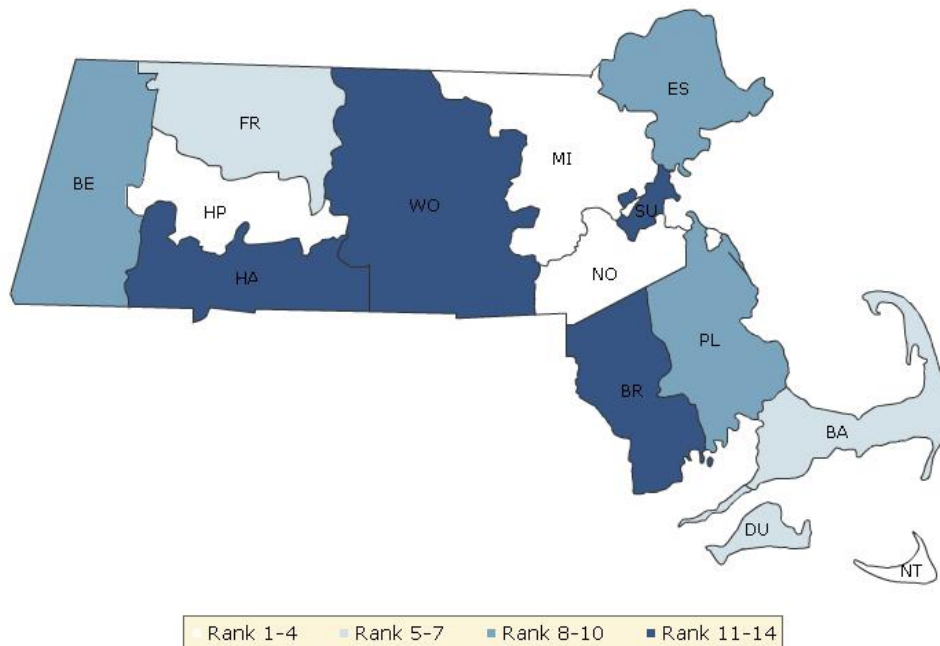 ES
FR
MI
BE
WO
HP
SU
HA
NO
PL
BR
BA
DU
NT
Rank 1-4 Rank 5-7 Rank 8-10 Rank 11-14